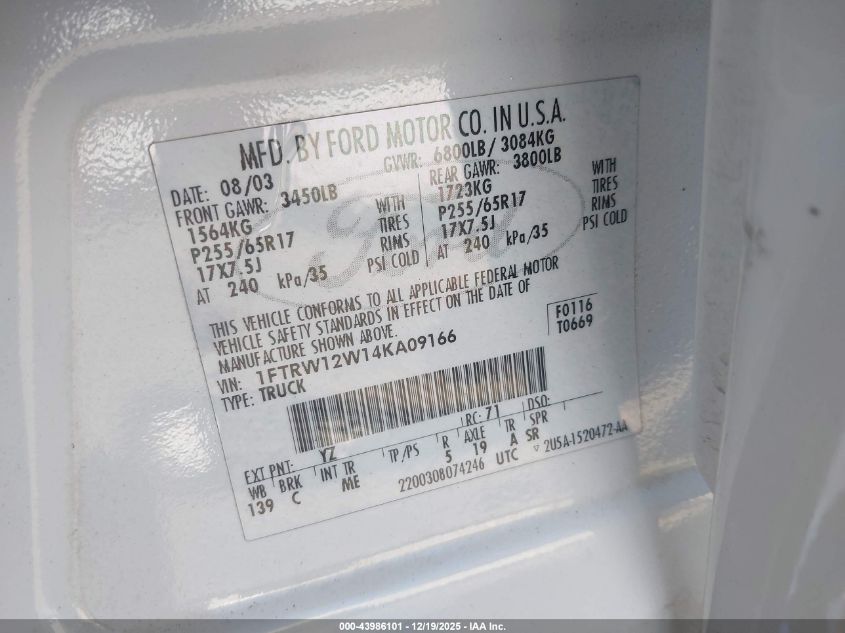 MFD. BY FORD MOTOR CO. IN U.S.A.
DATE: 08/03 GVWR: 6800LB/ 3084KG
FRONT GAWR: 3450LB REAR GAWR: 3800LB
1564KG WITH 1723KG WITH
P255/65R17 TIRES P255/65R17 TIRES
17X7.5J RIMS 17X7.5J RIMS
AT 240 kPa/35 PSI COLD AT 240 kPa/35 PSI COLD
Ford
THIS VEHICLE CONFORMS TO ALL APPLICABLE FEDERAL MOTOR
VEHICLE SAFETY STANDARDS IN EFFECT ON THE DATE OF
MANUFACTURE SHOWN ABOVE.
VIN: 1FTRW12W14KA09166 F0116
TYPE: TRUCK T0669
EXT PNT: YZ RC: 71 DSO:
WB BRK INT TR TP/PS R AXLE TR SPR
139 C ME 5 19 A SR
2200308074246 UTC ▽ 2U5A-1520472-AA
000-43986101 - 12/19/2025 - IAA Inc.